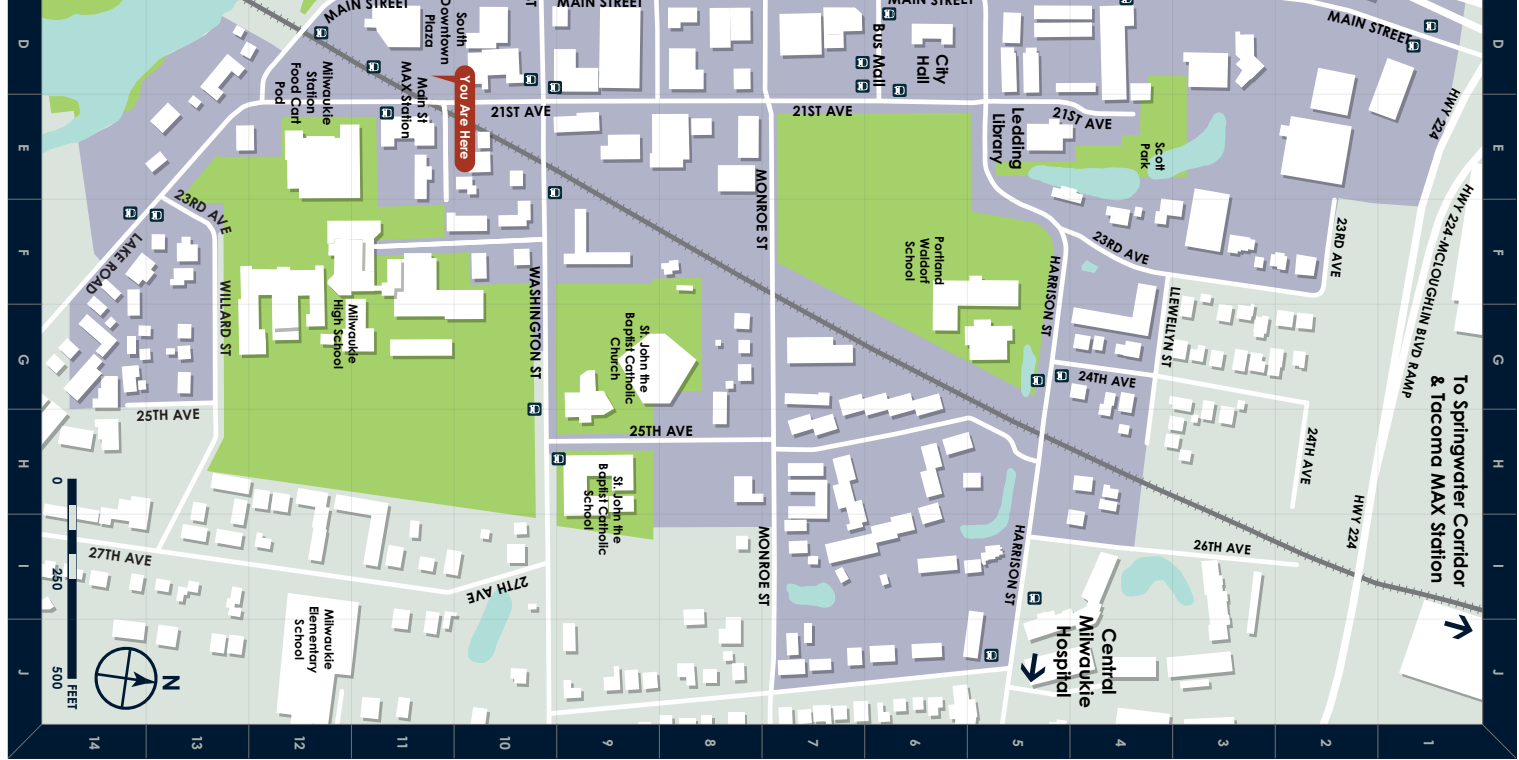 MAIN STREET
South
Downtown
Plaza
MAIN STREET
Bus Mall
MAIN STREET
City
Hall
MAIN STREET
HWY 224
Milwaukie
Station
Food Cart
Pod
Main St
MAX Station
You Are Here
21ST AVE
21ST AVE
21ST AVE
Ledding
Library
Scott
Park
23RD AVE
LAKE ROAD
MONROE ST
Portland
Waldorf
School
23RD AVE
23RD AVE
HWY 224-MCLOUGHLIN BLVD RAMP
WILLARD ST
Milwaukie
High School
WASHINGTON ST
St. John the
Baptist Catholic
Church
HARRISON ST
LLEWELLYN ST
24TH AVE
24TH AVE
To Springwater Corridor
& Tacoma MAX Station
25TH AVE
25TH AVE
St. John the
Baptist Catholic
School
HWY 224
27TH AVE
27TH AVE
MONROE ST
HARRISON ST
26TH AVE
Milwaukie
Elementary
School
Central
Milwaukie
Hospital
0
250
500
FEET
N
D
E
F
G
H
I
J
D
E
F
G
H
I
J
14
13
12
11
10
9
8
7
6
5
4
3
2
1